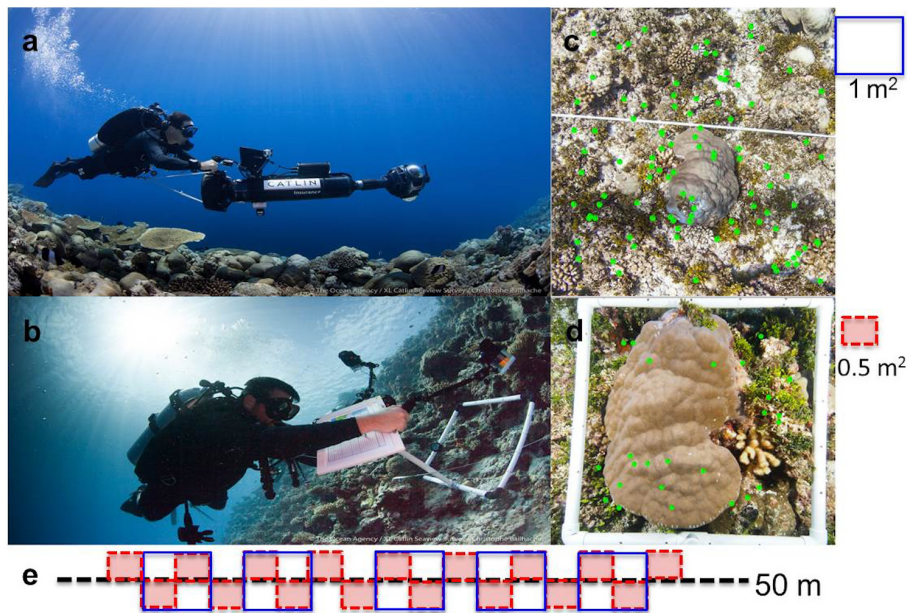 a
CATLIN
Insurance
© The Ocean Agency / XL Catlin Seaview Survey / Christophe Bailhache
b
© The Ocean Agency / XL Catlin Seaview Survey / Christophe Bailhache
c
1 m²
d
0.5 m²
e
50 m